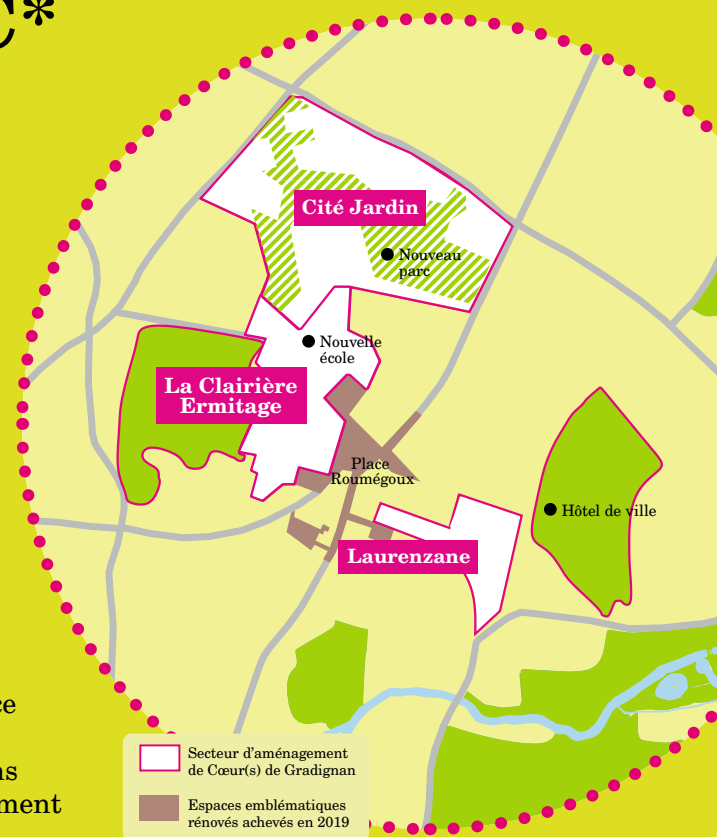 C*
Cité Jardin
Nouveau
parc
Nouvelle
école
La Clairière
Ermitage
Place
Roumégoux
Hôtel de ville
Laurenzane
Secteur d'aménagement
de Cœur(s) de Gradignan
Espaces emblématiques
rénovés achevés en 2019